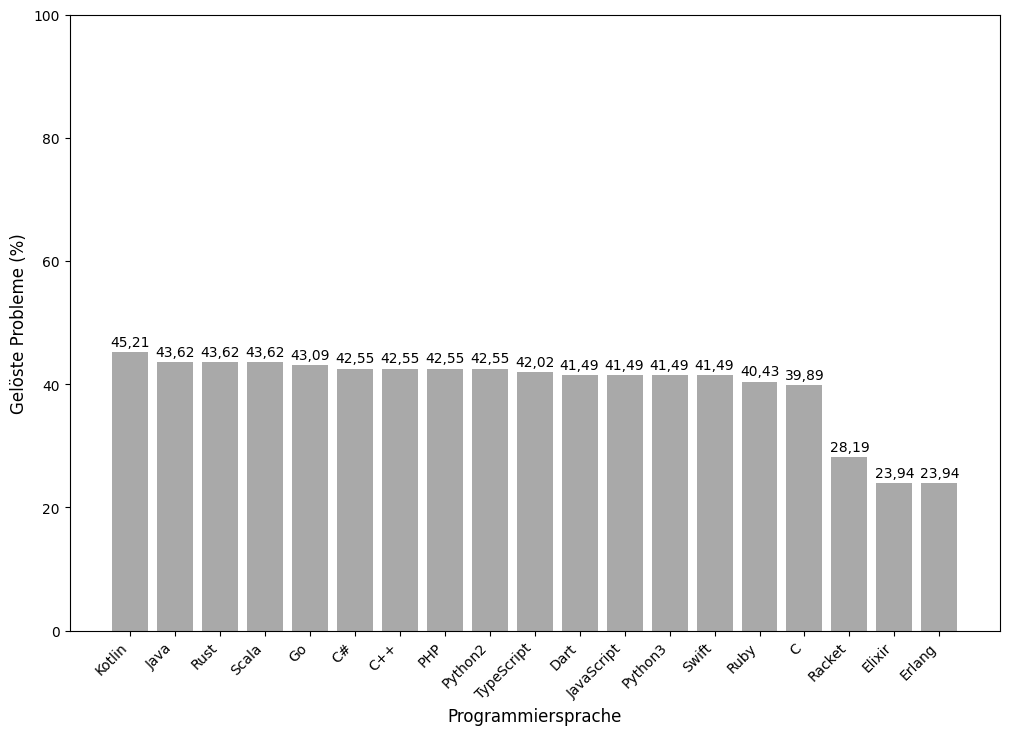 Gelöste Probleme (%)
100
80
60
40
20
0
45,21
43,62
43,62
43,62
43,09
42,55
42,55
42,55
42,55
42,02
41,49
41,49
41,49
41,49
40,43
39,89
28,19
23,94
23,94
Kotlin
Java
Rust
Scala
Go
C#
C++
PHP
Python2
TypeScript
Dart
JavaScript
Python3
Swift
Ruby
C
Racket
Elixir
Erlang
Programmiersprache